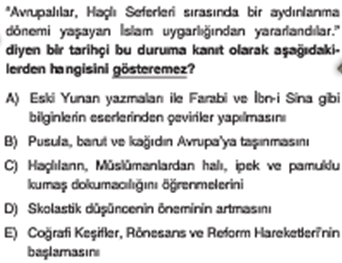 "Avrupalılar, Haçlı Seferleri sırasında bir aydınlanma
dönemi yaşayan İslam uygarlığından yararlandılar."
diyen bir tarihçi bu duruma kanıt olarak aşağıdaki-
lerden hangisini gösteremez?
A) Eski Yunan yazmaları ile Farabi ve İbn-i Sina gibi
bilginlerin eserlerinden çeviriler yapılmasını
B) Pusula, barut ve kağıdın Avrupa'ya taşınmasını
C) Haçlıların, Müslümanlardan halı, ipek ve pamuklu
kumaş dokumacılığını öğrenmelerini
D) Skolastik düşüncenin öneminin artmasını
E) Coğrafi Keşifler, Rönesans ve Reform Hareketleri'nin
başlamasını